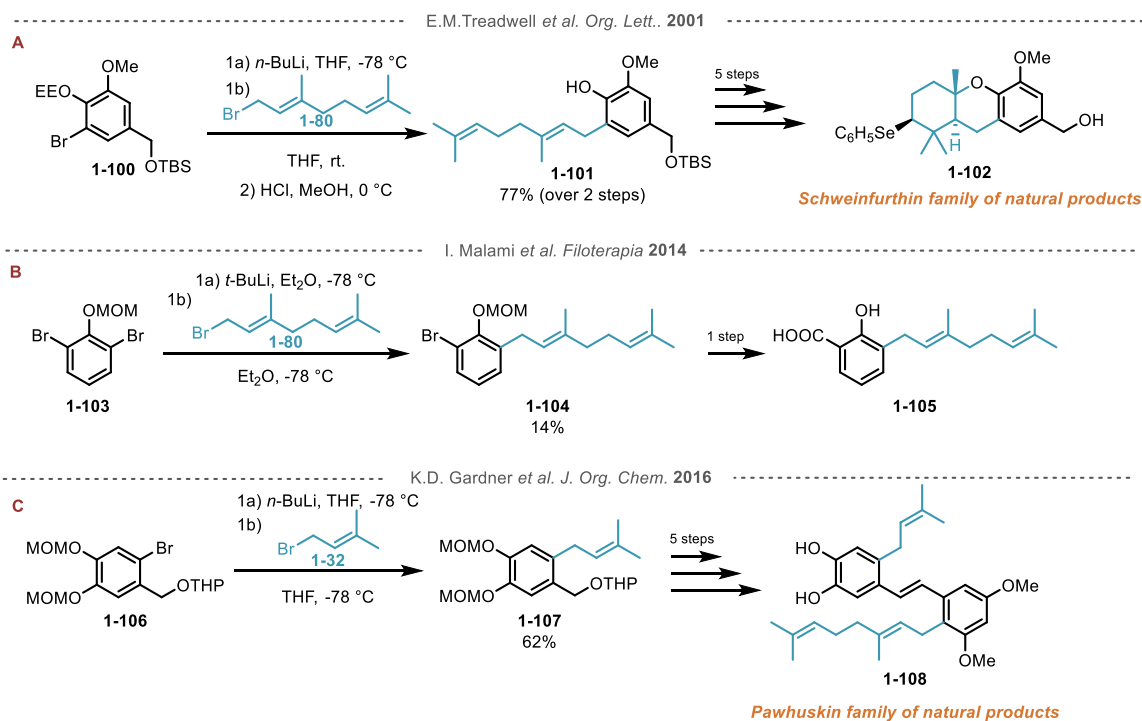 E.M.Treadwell et al. Org. Lett.. 2001
A
EEO
OMe
Br
OTBS
1-100
1a) n-BuLi, THF, -78 °C
1b)
Br
1-80
THF, rt.
2) HCl, MeOH, 0 °C
HO
OMe
OTBS
1-101
77% (over 2 steps)
5 steps
C6H5Se
H
O
OMe
OH
1-102
Schweinfurthin family of natural products
I. Malami et al. Filoterapia 2014
B
OMOM
Br
Br
1-103
1a) t-BuLi, Et2O, -78 °C
1b)
Br
1-80
Et2O, -78 °C
OMOM
Br
1-104
14%
1 step
OH
HOOC
1-105
K.D. Gardner et al. J. Org. Chem. 2016
C
MOMO
Br
MOMO
OTHP
1-106
1a) n-BuLi, THF, -78 °C
1b)
Br
1-32
THF, -78 °C
MOMO
MOMO
OTHP
1-107
62%
5 steps
HO
HO
OMe
OMe
1-108
Pawhuskin family of natural products